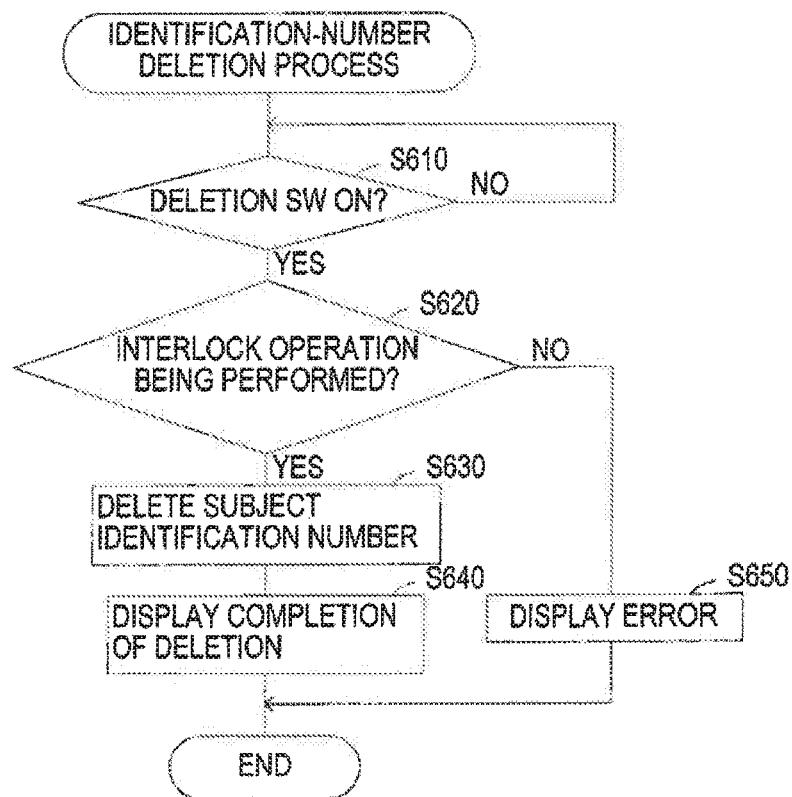 IDENTIFICATION-NUMBER
DELETION PROCESS
S610
DELETION SW ON?
NO
YES
S620
INTERLOCK OPERATION
BEING PERFORMED?
NO
YES
S630
DELETE SUBJECT
IDENTIFICATION NUMBER
S640
DISPLAY COMPLETION
OF DELETION
S650
DISPLAY ERROR
END